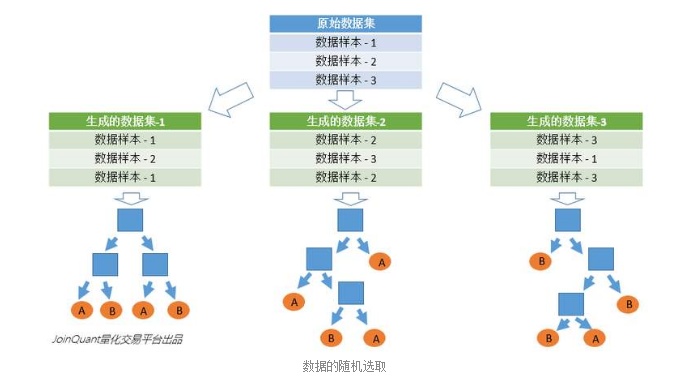 原始数据集
数据样本 - 1
数据样本 - 2
数据样本 - 3
生成的数据集-1
数据样本 - 1
数据样本 - 2
数据样本 - 1
生成的数据集-2
数据样本 - 2
数据样本 - 3
数据样本 - 2
生成的数据集-3
数据样本 - 3
数据样本 - 1
数据样本 - 3
A B A B
A
A
B A
B
B
B A
JoinQuant量化交易平台出品
数据的随机选取